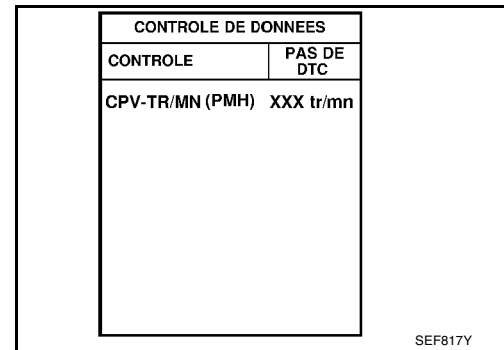 CONTROLE DE DONNEES
CONTROLE PAS DE DTC
CPV-TR/MN (PMH) XXX tr/mn
SEF817Y